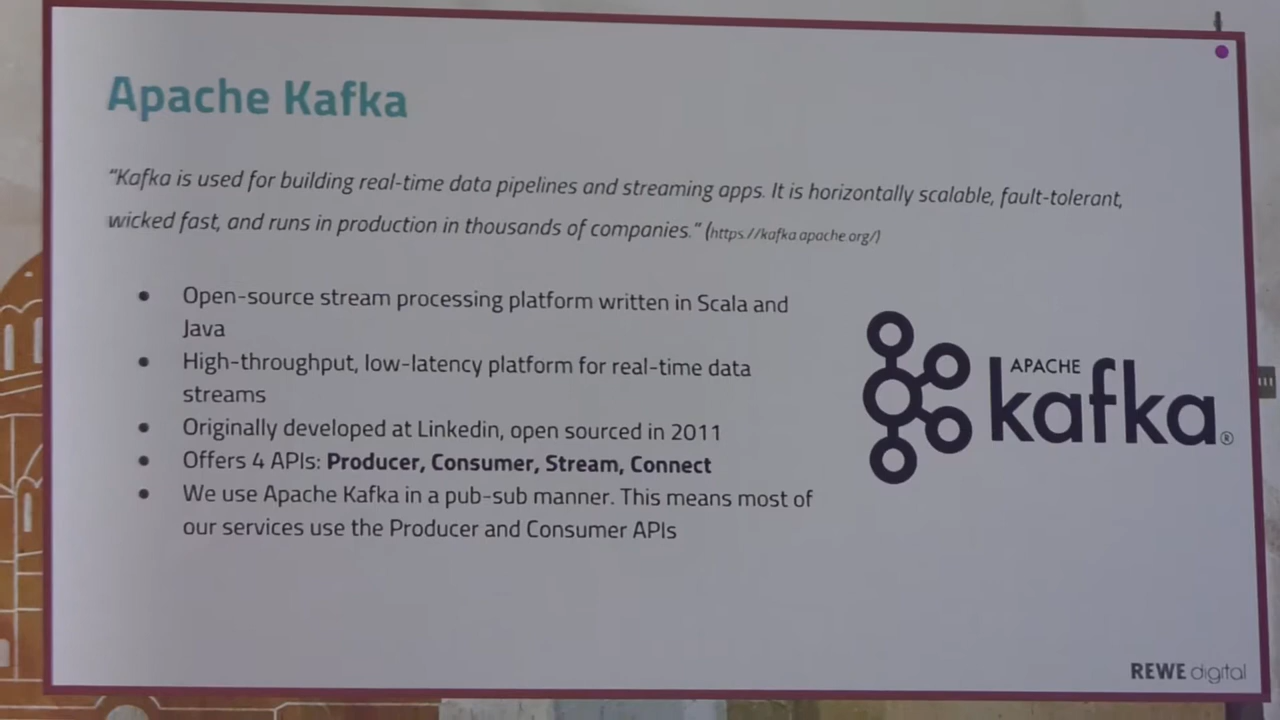 Apache Kafka
“Kafka is used for building real-time data pipelines and streaming apps. It is horizontally scalable, fault-tolerant,
wicked fast, and runs in production in thousands of companies.” (https://kafka.apache.org/)
• Open-source stream processing platform written in Scala and
Java
• High-throughput, low-latency platform for real-time data
streams
• Originally developed at Linkedin, open sourced in 2011
• Offers 4 APIs: Producer, Consumer, Stream, Connect
• We use Apache Kafka in a pub-sub manner. This means most of
our services use the Producer and Consumer APIs
APACHE
kafka®
REWE digital